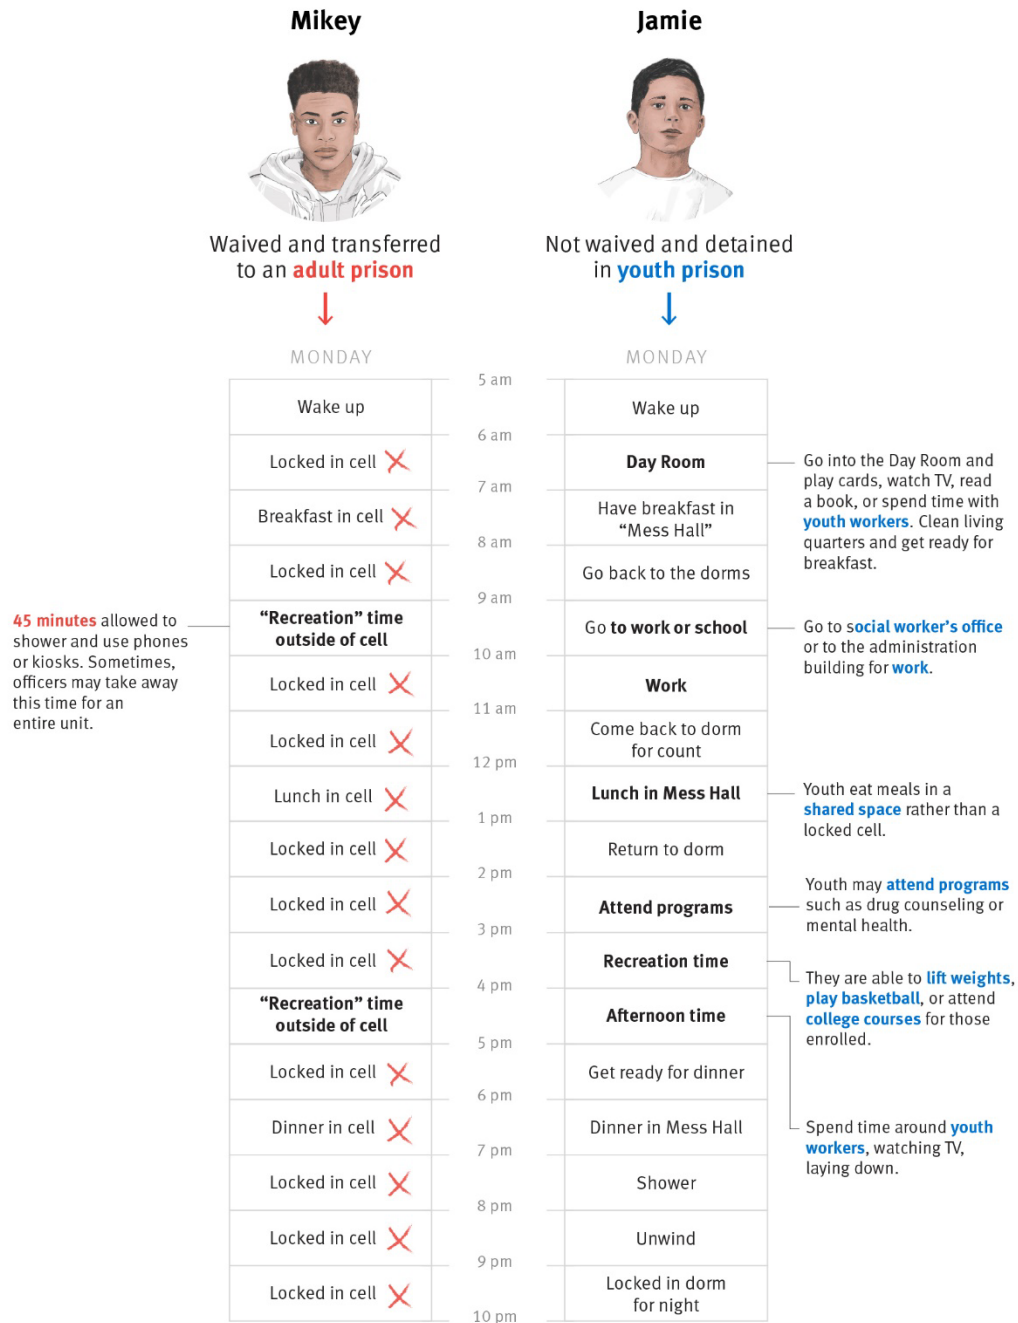 Mikey
Waived and transferred
to an adult prison
MONDAY
Wake up
Locked in cell
Breakfast in cell
Locked in cell
“Recreation” time
outside of cell
Locked in cell
Locked in cell
Lunch in cell
Locked in cell
Locked in cell
Locked in cell
“Recreation” time
outside of cell
Locked in cell
Dinner in cell
Locked in cell
Locked in cell
Locked in cell
45 minutes allowed to
shower and use phones
or kiosks. Sometimes,
officers may take away
this time for an
entire unit.
5 am
6 am
7 am
8 am
9 am
10 am
11 am
12 pm
1 pm
2 pm
3 pm
4 pm
5 pm
6 pm
7 pm
8 pm
9 pm
10 pm
Jamie
Not waived and detained
in youth prison
MONDAY
Wake up
Day Room
Have breakfast in
“Mess Hall”
Go back to the dorms
Go to work or school
Work
Come back to dorm
for count
Lunch in Mess Hall
Return to dorm
Attend programs
Recreation time
Afternoon time
Get ready for dinner
Dinner in Mess Hall
Shower
Unwind
Locked in dorm
for night
Go into the Day Room and
play cards, watch TV, read
a book, or spend time with
youth workers. Clean living
quarters and get ready for
breakfast.
Go to social worker’s office
or to the administration
building for work.
Youth eat meals in a
shared space rather than a
locked cell.
Youth may attend programs
such as drug counseling or
mental health.
They are able to lift weights,
play basketball, or attend
college courses for those
enrolled.
Spend time around youth
workers, watching TV,
laying down.